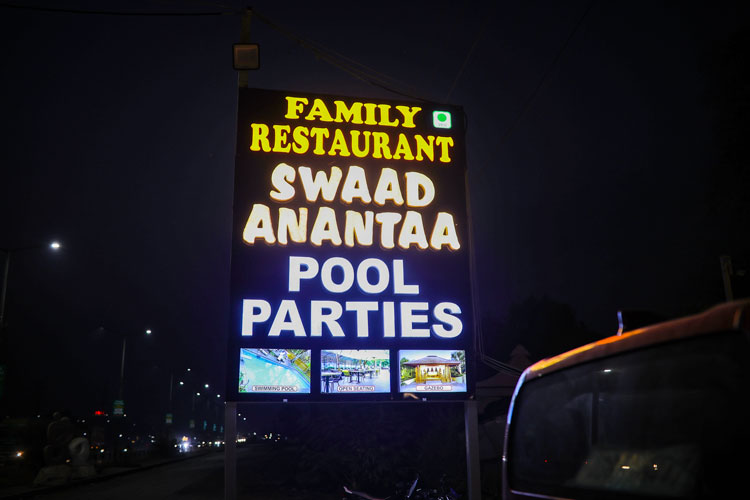 FAMILY
RESTAURANT
SWAAD
ANANTAA
POOL
PARTIES
SWIMMING POOL
OPEN SEATING
GAZEBO